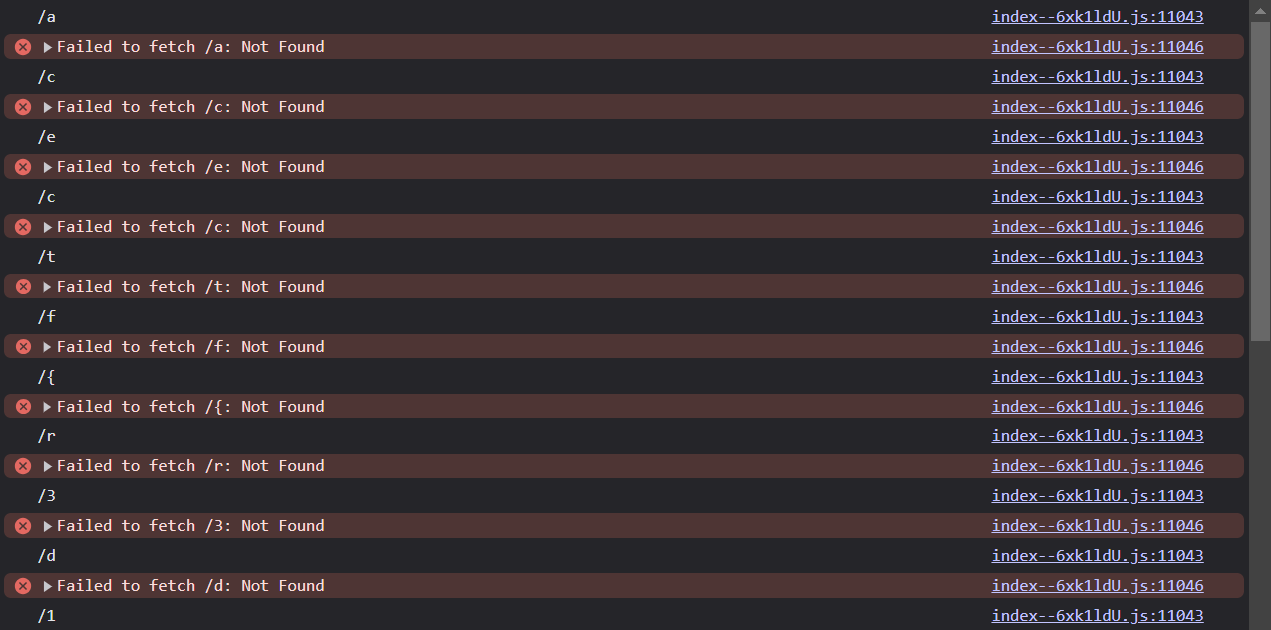 /a index--6xk1ldU.js:11043
Failed to fetch /a: Not Found index--6xk1ldU.js:11046
/c index--6xk1ldU.js:11043
Failed to fetch /c: Not Found index--6xk1ldU.js:11046
/e index--6xk1ldU.js:11043
Failed to fetch /e: Not Found index--6xk1ldU.js:11046
/c index--6xk1ldU.js:11043
Failed to fetch /c: Not Found index--6xk1ldU.js:11046
/t index--6xk1ldU.js:11043
Failed to fetch /t: Not Found index--6xk1ldU.js:11046
/f index--6xk1ldU.js:11043
Failed to fetch /f: Not Found index--6xk1ldU.js:11046
/{ index--6xk1ldU.js:11043
Failed to fetch /{: Not Found index--6xk1ldU.js:11046
/r index--6xk1ldU.js:11043
Failed to fetch /r: Not Found index--6xk1ldU.js:11046
/3 index--6xk1ldU.js:11043
Failed to fetch /3: Not Found index--6xk1ldU.js:11046
/d index--6xk1ldU.js:11043
Failed to fetch /d: Not Found index--6xk1ldU.js:11046
/1 index--6xk1ldU.js:11043